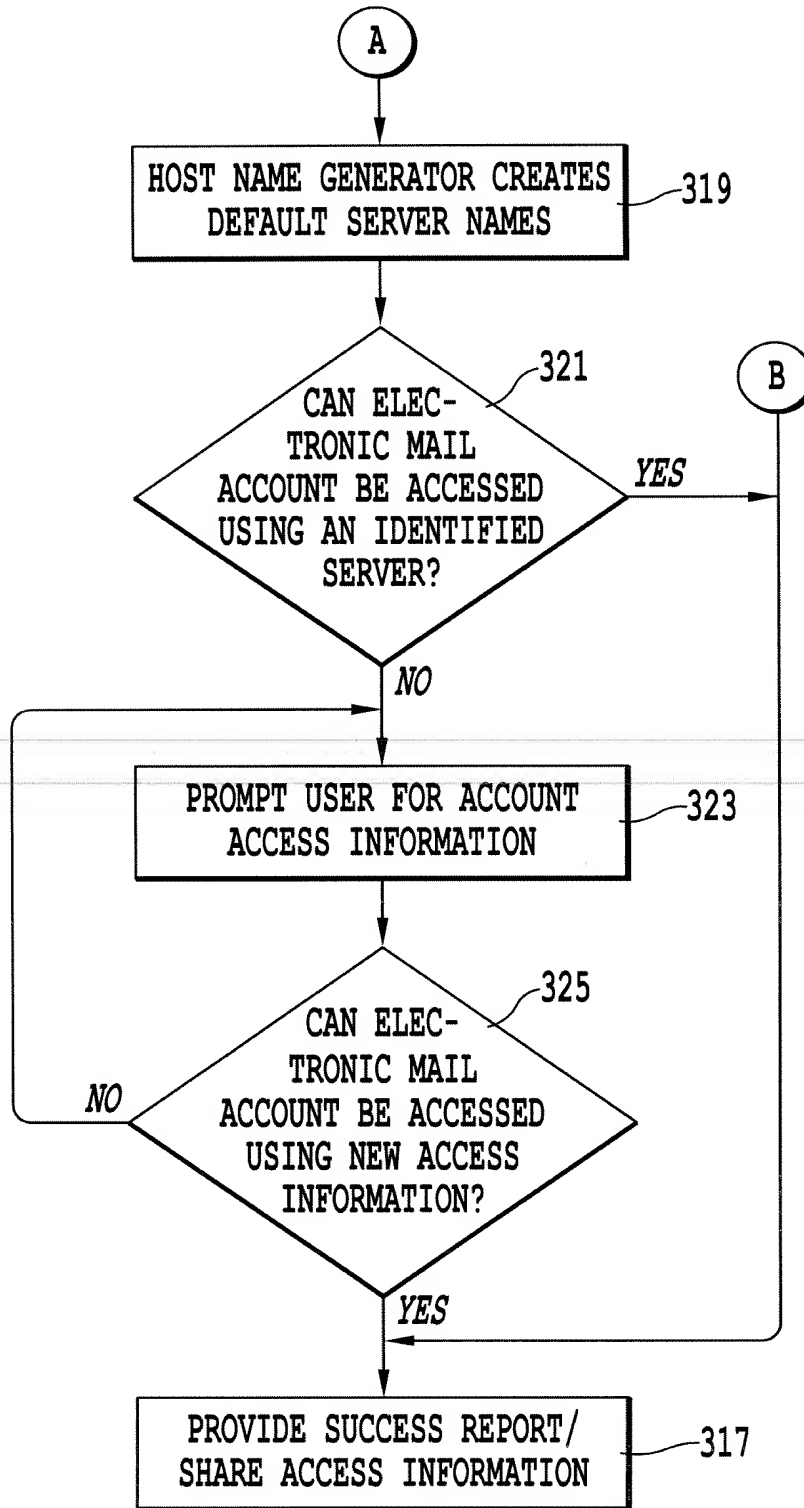 A
HOST NAME GENERATOR CREATES
DEFAULT SERVER NAMES
319
321
CAN ELEC-
TRONIC MAIL
ACCOUNT BE ACCESSED
USING AN IDENTIFIED
SERVER?
YES
B
NO
PROMPT USER FOR ACCOUNT
ACCESS INFORMATION
323
325
CAN ELEC-
TRONIC MAIL
ACCOUNT BE ACCESSED
USING NEW ACCESS
INFORMATION?
NO
YES
PROVIDE SUCCESS REPORT/
SHARE ACCESS INFORMATION
317